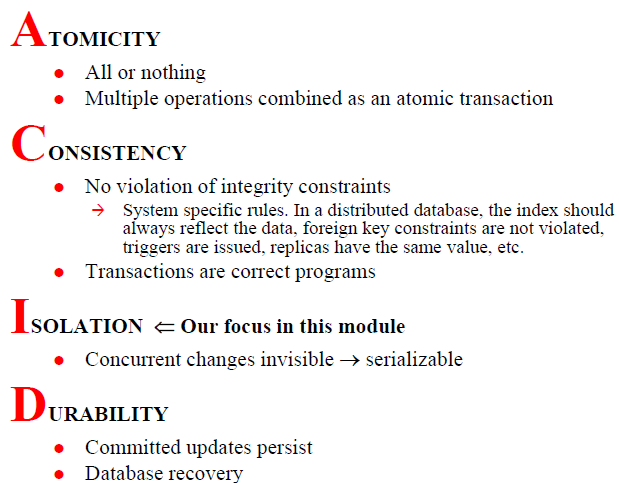 ATOMICITY
● All or nothing
● Multiple operations combined as an atomic transaction
CONSISTENCY
● No violation of integrity constraints
→ System specific rules. In a distributed database, the index should
always reflect the data, foreign key constraints are not violated,
triggers are issued, replicas have the same value, etc.
● Transactions are correct programs
ISOLATION ⇐ Our focus in this module
● Concurrent changes invisible → serializable
DURABILITY
● Committed updates persist
● Database recovery